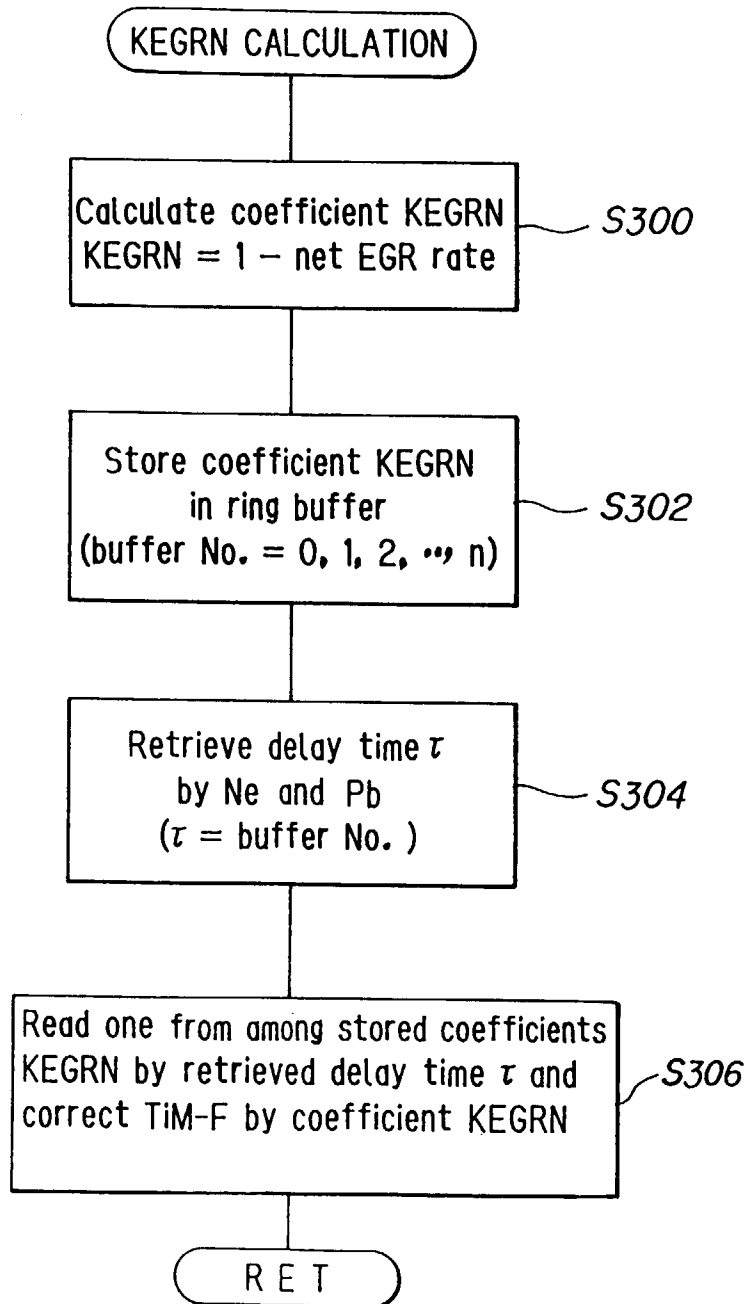 KEGRN CALCULATION
Calculate coefficient KEGRN
KEGRN = 1 - net EGR rate
S300
Store coefficient KEGRN
in ring buffer
(buffer No. = 0, 1, 2, ··, n)
S302
Retrieve delay time τ
by Ne and Pb
(τ = buffer No. )
S304
Read one from among stored coefficients
KEGRN by retrieved delay time τ and
correct TiM-F by coefficient KEGRN
S306
RET